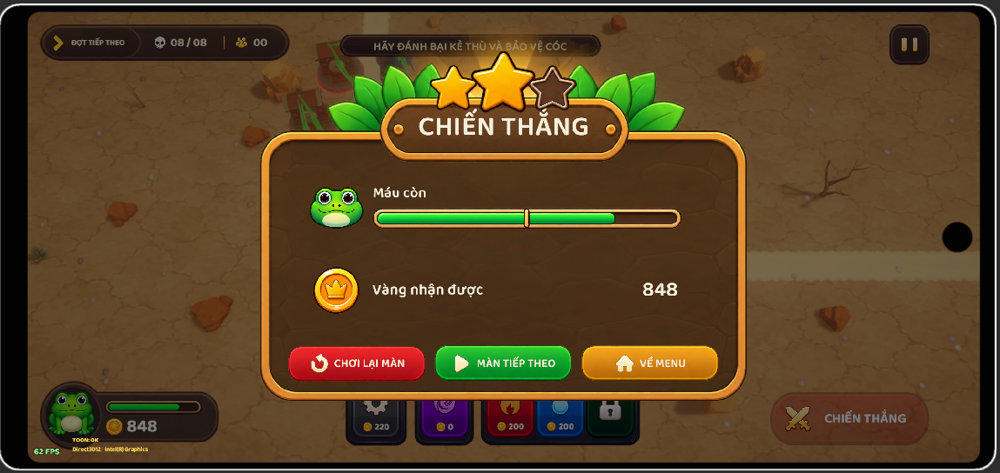 ĐỢT TIẾP THEO 08 / 08 00
HÃY ĐÁNH BẠI KẺ THÙ VÀ BẢO VỆ CÓC
CHIẾN THẮNG
Máu còn
Vàng nhận được 848
CHƠI LẠI MÀN MÀN TIẾP THEO VỀ MENU
848
220 0 200 200
CHIẾN THẮNG
TOON: OK
62 FPS
Direct3D12 | Intel(R) Graphics